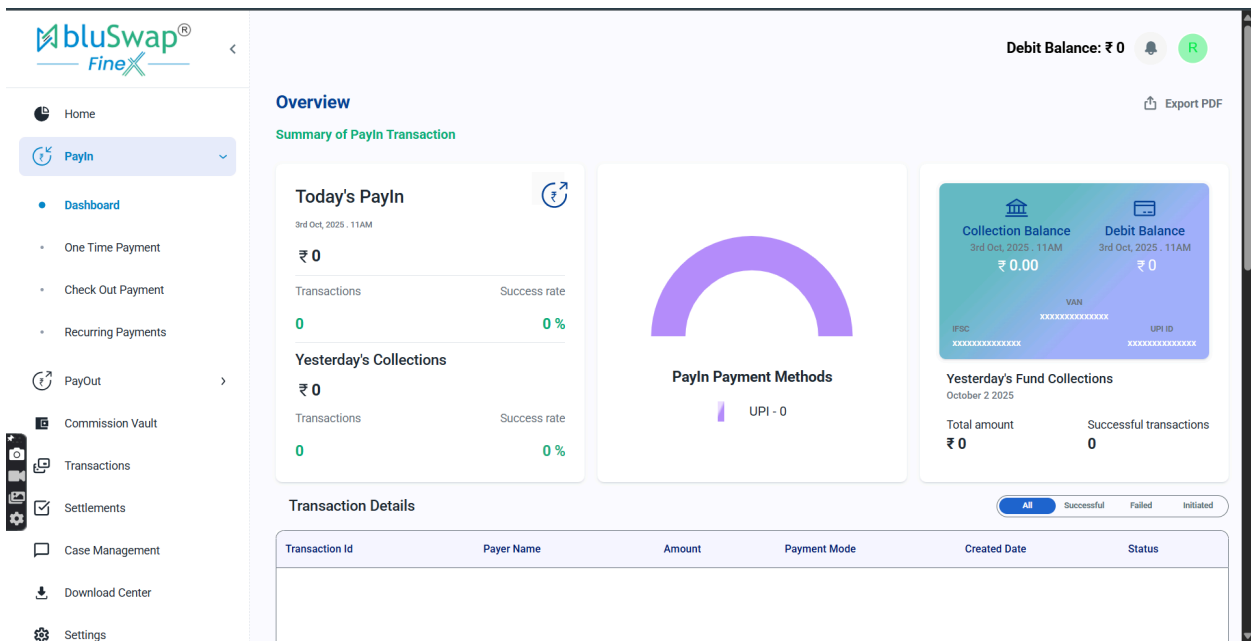 bluSwap®
FineX
Debit Balance: ₹ 0
R
Home
PayIn
Dashboard
One Time Payment
Check Out Payment
Recurring Payments
PayOut
Commission Vault
Transactions
Settlements
Case Management
Download Center
Settings
Overview
Export PDF
Summary of PayIn Transaction
Today's PayIn
3rd Oct, 2025 . 11AM
₹ 0
Transactions Success rate
0 0 %
Yesterday's Collections
₹ 0
Transactions Success rate
0 0 %
PayIn Payment Methods
UPI - 0
Collection Balance Debit Balance
3rd Oct, 2025 . 11AM 3rd Oct, 2025 . 11AM
₹ 0.00 ₹ 0
VAN
xxxxxxxxxxxxxx
IFSC UPI ID
xxxxxxxxxxxxxx xxxxxxxxxxxxxx
Yesterday's Fund Collections
October 2 2025
Total amount Successful transactions
₹ 0 0
Transaction Details
All Successful Failed Initiated
Transaction Id Payer Name Amount Payment Mode Created Date Status